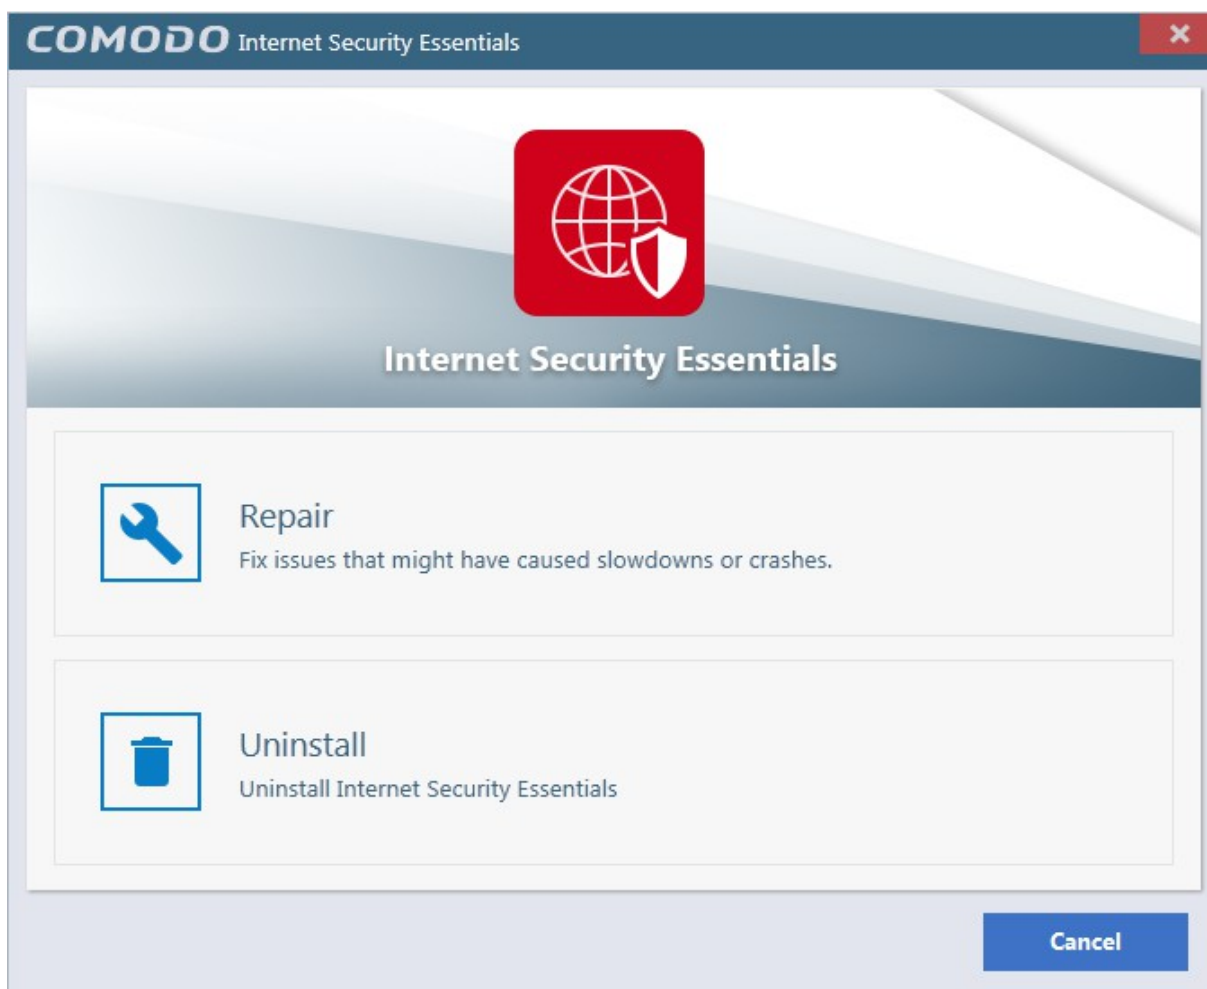 COMODO Internet Security Essentials
Internet Security Essentials
Repair
Fix issues that might have caused slowdowns or crashes.
Uninstall
Uninstall Internet Security Essentials
Cancel